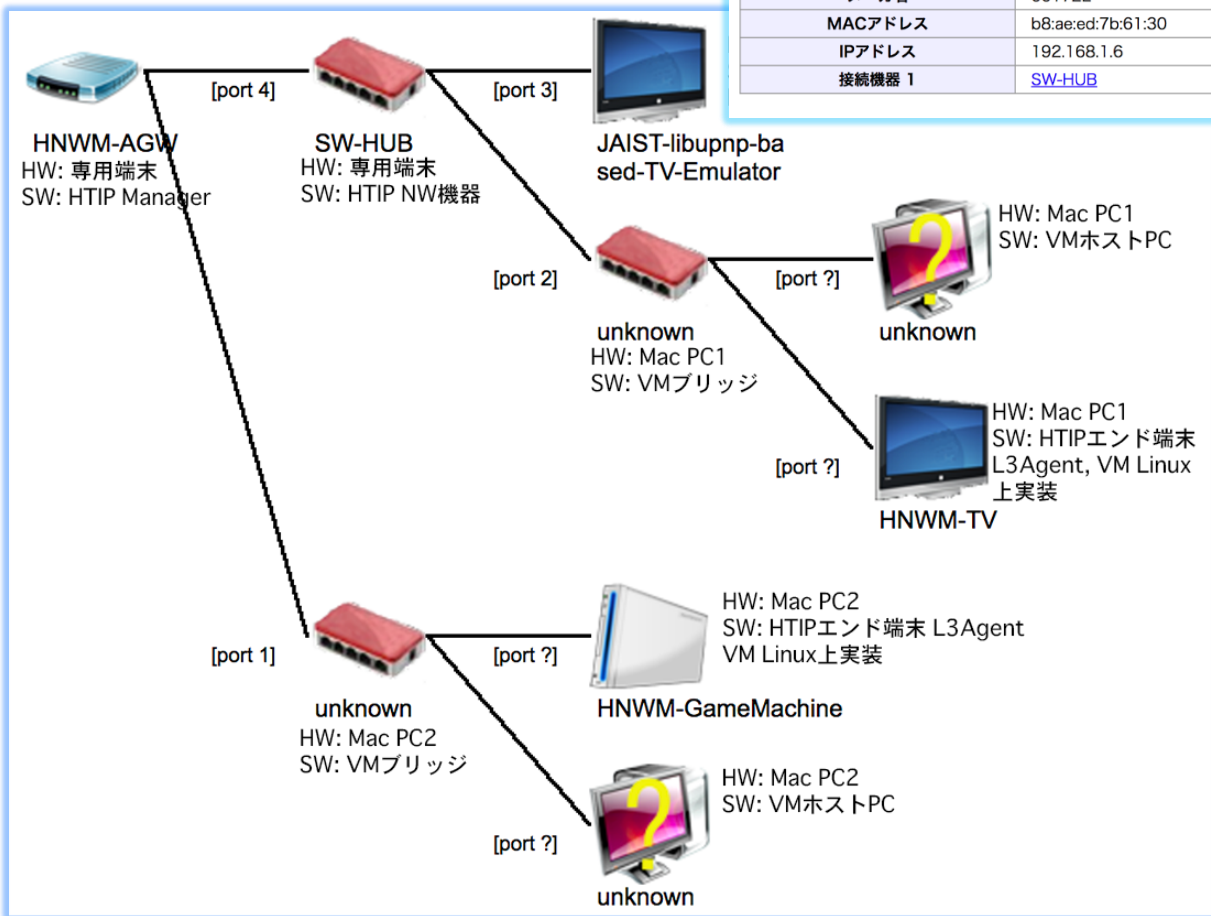 MACアドレス b8:ae:ed:7b:61:30
IPアドレス 192.168.1.6
接続機器 1 SW-HUB
[port 4]
[port 3]
HNWM-AGW
HW: 専用端末
SW: HTIP Manager
SW-HUB
HW: 専用端末
SW: HTIP NW機器
JAIST-libupnp-ba
sed-TV-Emulator
[port 2]
[port ?]
HW: Mac PC1
SW: VMホストPC
unknown
unknown
HW: Mac PC1
SW: VMブリッジ
[port ?]
HW: Mac PC1
SW: HTIPエンド端末
L3Agent, VM Linux
上実装
HNWM-TV
[port 1]
[port ?]
HW: Mac PC2
SW: HTIPエンド端末 L3Agent
VM Linux上実装
unknown
HW: Mac PC2
SW: VMブリッジ
HNWM-GameMachine
[port ?]
HW: Mac PC2
SW: VMホストPC
unknown